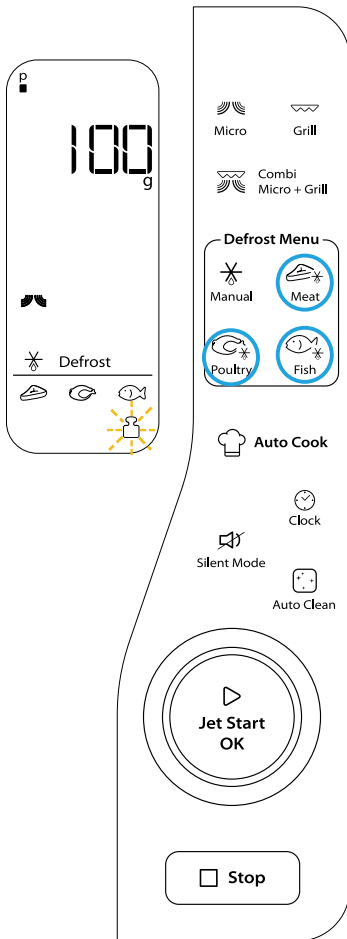 p
100
g
Defrost
Micro
Grill
Combi
Micro + Grill
Defrost Menu
Manual
Meat
Poultry
Fish
Auto Cook
Clock
Silent Mode
Auto Clean
Jet Start
OK
Stop